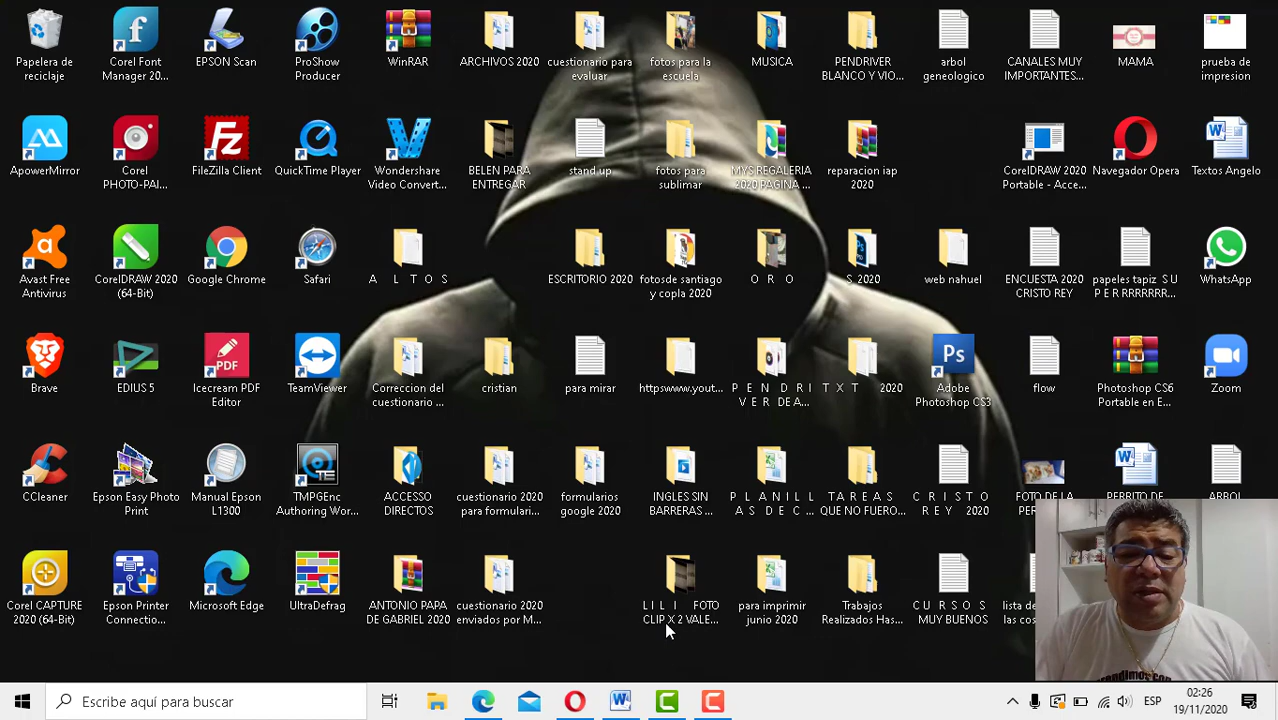 Papelera de
reciclaje
Corel Font
Manager 20...
EPSON Scan
ProShow
Producer
WinRAR
ARCHIVOS 2020
cuestionario para
evaluar
fotos para la
escuela
MUSICA
PENDRIVER
BLANCO Y VIO...
arbol
geneologico
CANALES MUY
IMPORTANTES...
MAMA
prueba de
impresion
ApowerMirror
Corel
PHOTO-PAI...
FileZilla Client
QuickTime Player
Wondershare
Video Convert...
BELEN PARA
ENTREGAR
stand up
fotos para
sublimar
MYS REGALERIA
2020 PAGINA ...
reparacion iap
2020
CorelDRAW 2020
Portable - Acce...
Navegador Opera
Textos Angelo
Avast Free
Antivirus
CorelDRAW 2020
(64-Bit)
Google Chrome
Safari
A L T O S
ESCRITORIO 2020
fotosde santiago
y copla 2020
O R O
S 2020
web nahuel
ENCUESTA 2020
CRISTO REY
papeles tapiz S U
P E R RRRRRRR...
WhatsApp
Brave
EDIUS 5
Icecream PDF
Editor
TeamViewer
Correccion del
cuestionario ...
cristian
para mirar
httpswww.yout...
P E N D R I
V E R DE A...
T X T 2020
Ps
Adobe
Photoshop CS3
flow
Photoshop CS6
Portable en E...
Zoom
CCleaner
Epson Easy Photo
Print
Manual Epson
L1300
TMPGEnc
Authoring Wor...
ACCESSO
DIRECTOS
cuestionario 2020
para formulari...
formularios
google 2020
INGLES SIN
BARRERAS ...
P L A N I L L
A S D E C ...
T A R E A S
QUE NO FUERO...
C R I S T O
R E Y 2020
FOTO DE LA
PERRITO DE
ARBOL
Corel CAPTURE
2020 (64-Bit)
Epson Printer
Connectio...
Microsoft Edge
UltraDefrag
ANTONIO PAPA
DE GABRIEL 2020
cuestionario 2020
enviados por M...
L I L I FOTO
CLIP X 2 VALE...
para imprimir
junio 2020
Trabajos
Realizados Has...
C U R S O S
MUY BUENOS
lista de
las cos
Escribe aquí para buscar
ESP
02:26
19/11/2020